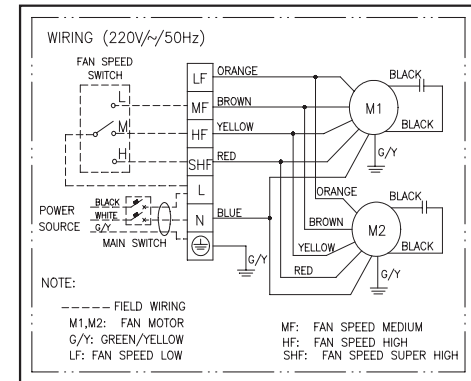 WIRING (220V/~/50Hz)
FAN SPEED
SWITCH
L
M
H
LF
MF
HF
SHF
L
N
ORANGE
BROWN
YELLOW
RED
BLUE
G/Y
BLACK
M1
BLACK
G/Y
ORANGE
BROWN
YELLOW
RED
BLACK
M2
BLACK
G/Y
POWER
SOURCE
BLACK
WHITE
G/Y
MAIN SWITCH
NOTE:
FIELD WIRING
M1,M2: FAN MOTOR
G/Y: GREEN/YELLOW
LF: FAN SPEED LOW
MF: FAN SPEED MEDIUM
HF: FAN SPEED HIGH
SHF: FAN SPEED SUPER HIGH